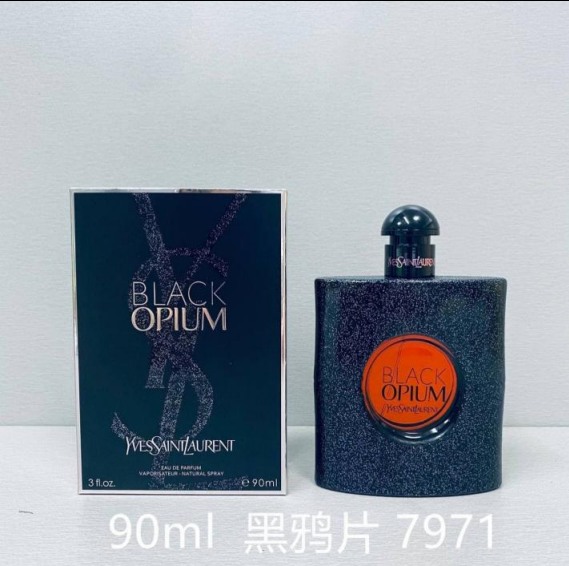 BLACK
OPIUM
YVESSAINTLAURENT
EAU DE PARFUM
VAPORISATEUR - NATURAL SPRAY
3 fl.oz.
℮ 90ml
YVESSAINTLAURENT
BLACK
OPIUM
YVESSAINTLAURENT
90ml 黑鸦片 7971